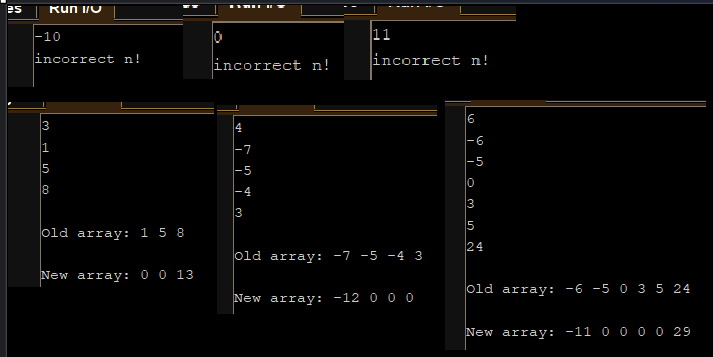 es Run I/O
-10
incorrect n!
Run I/O
0
incorrect n!
Run I/O
11
incorrect n!
3
1
5
8
Old array: 1 5 8
New array: 0 0 13
4
-7
-5
-4
3
Old array: -7 -5 -4 3
New array: -12 0 0 0
6
-6
-5
0
3
5
24
Old array: -6 -5 0 3 5 24
New array: -11 0 0 0 0 29